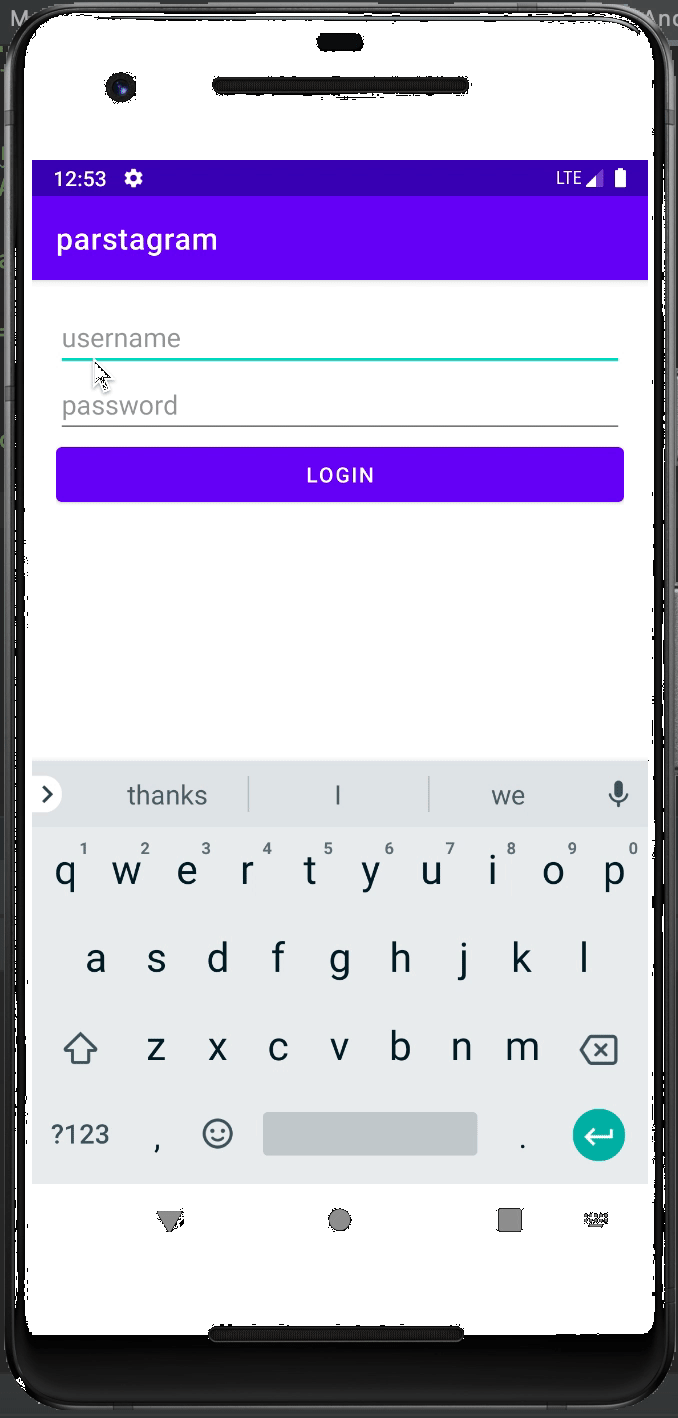 M
And
12:53 LTE
parstagram
username
password
LOGIN
thanks I we
1 2 3 4 5 6 7 8 9 0
q w e r t y u i o p
a s d f g h j k l
z x c v b n m
?123 , .